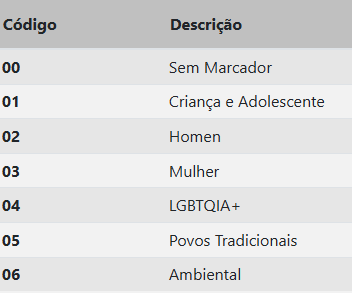 Código Descrição
00 Sem Marcador
01 Criança e Adolescente
02 Homen
03 Mulher
04 LGBTQIA+
05 Povos Tradicionais
06 Ambiental